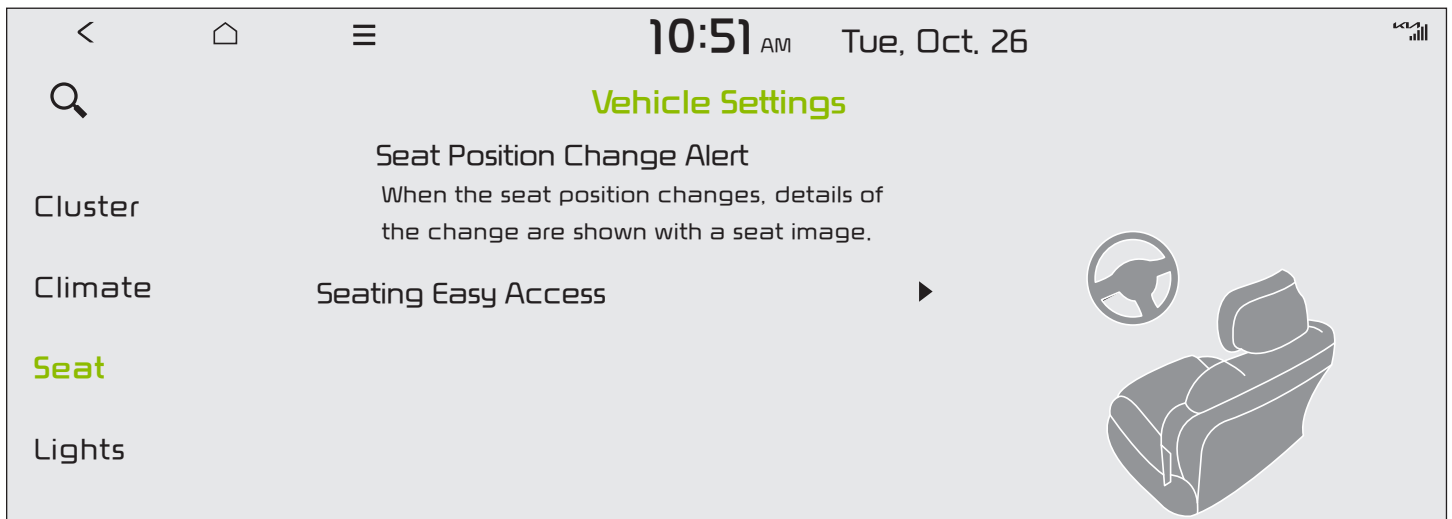 10:51 AM Tue, Oct. 26 KIA
Vehicle Settings
Seat Position Change Alert
When the seat position changes, details of
the change are shown with a seat image.
Cluster
Climate
Seating Easy Access
Seat
Lights